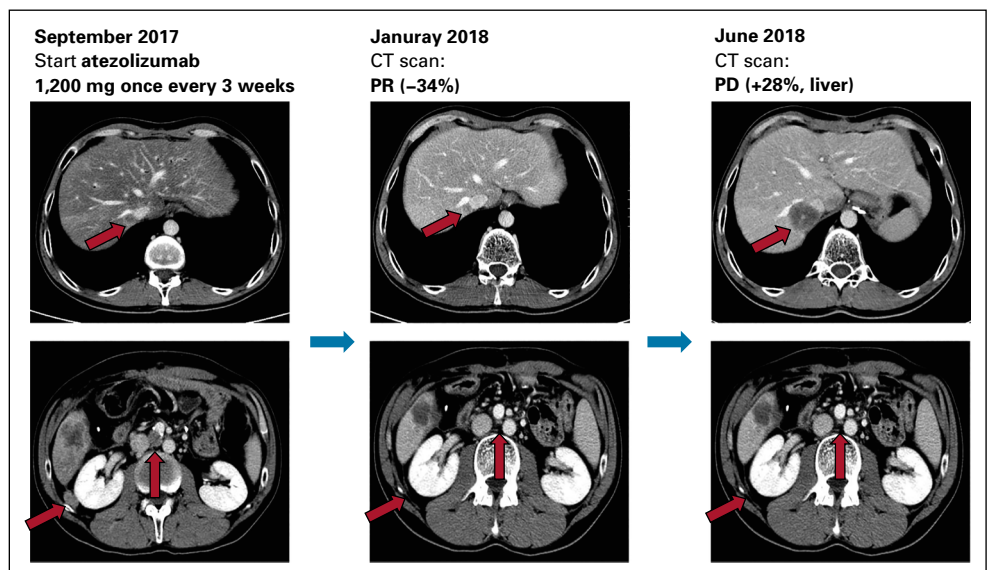 September 2017
Start atezolizumab
1,200 mg once every 3 weeks
Januray 2018
CT scan:
PR (−34%)
June 2018
CT scan:
PD (+28%, liver)